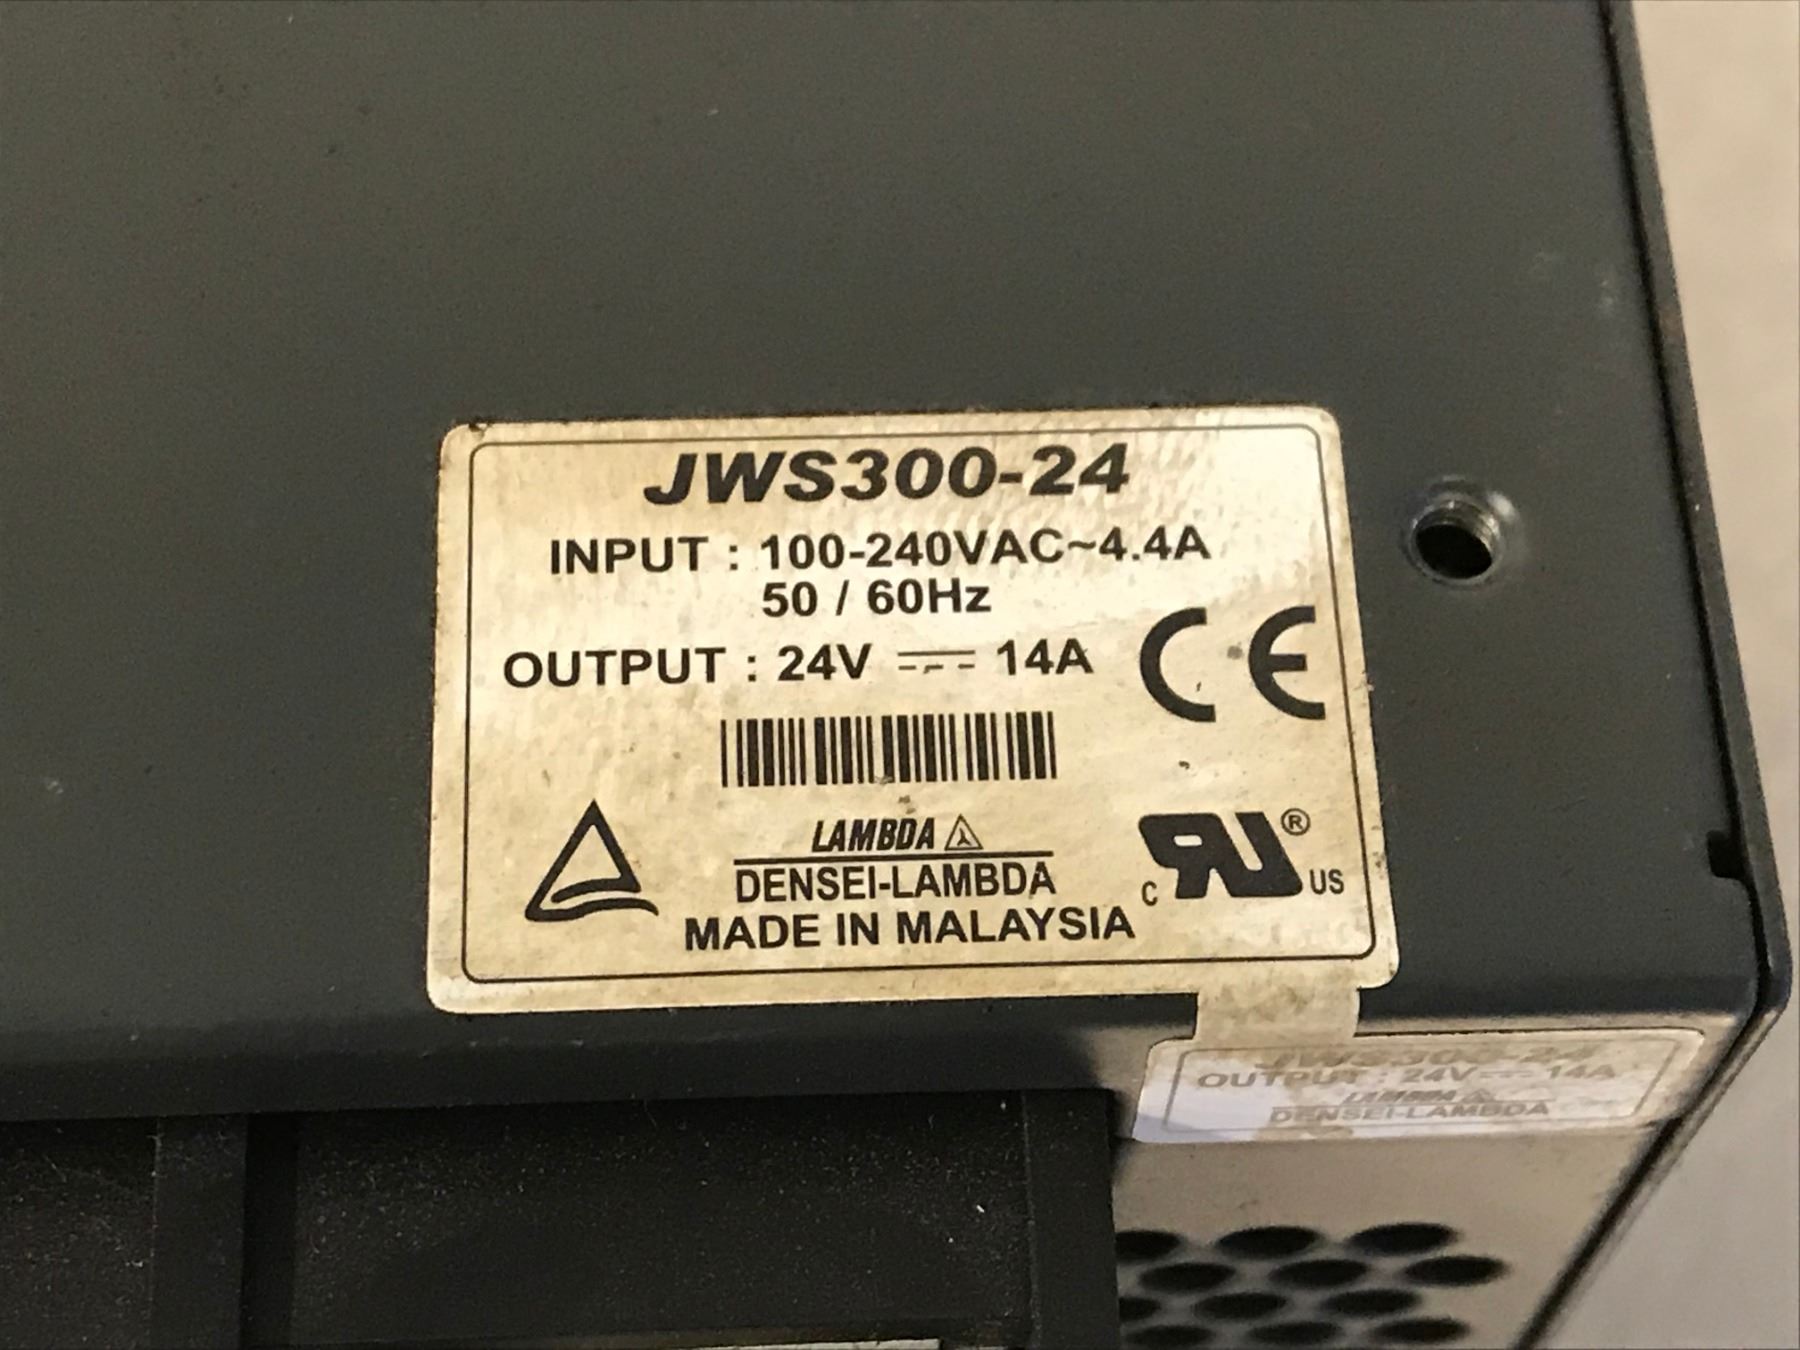 JWS300-24
INPUT : 100-240VAC~4.4A
50 / 60Hz
OUTPUT : 24V ⎓ 14A
CE
LAMBDA
DENSEI-LAMBDA
MADE IN MALAYSIA
c RU ® US
JWS300-24
OUTPUT : 24V ⎓ 14A
LAMBDA
DENSEI-LAMBDA